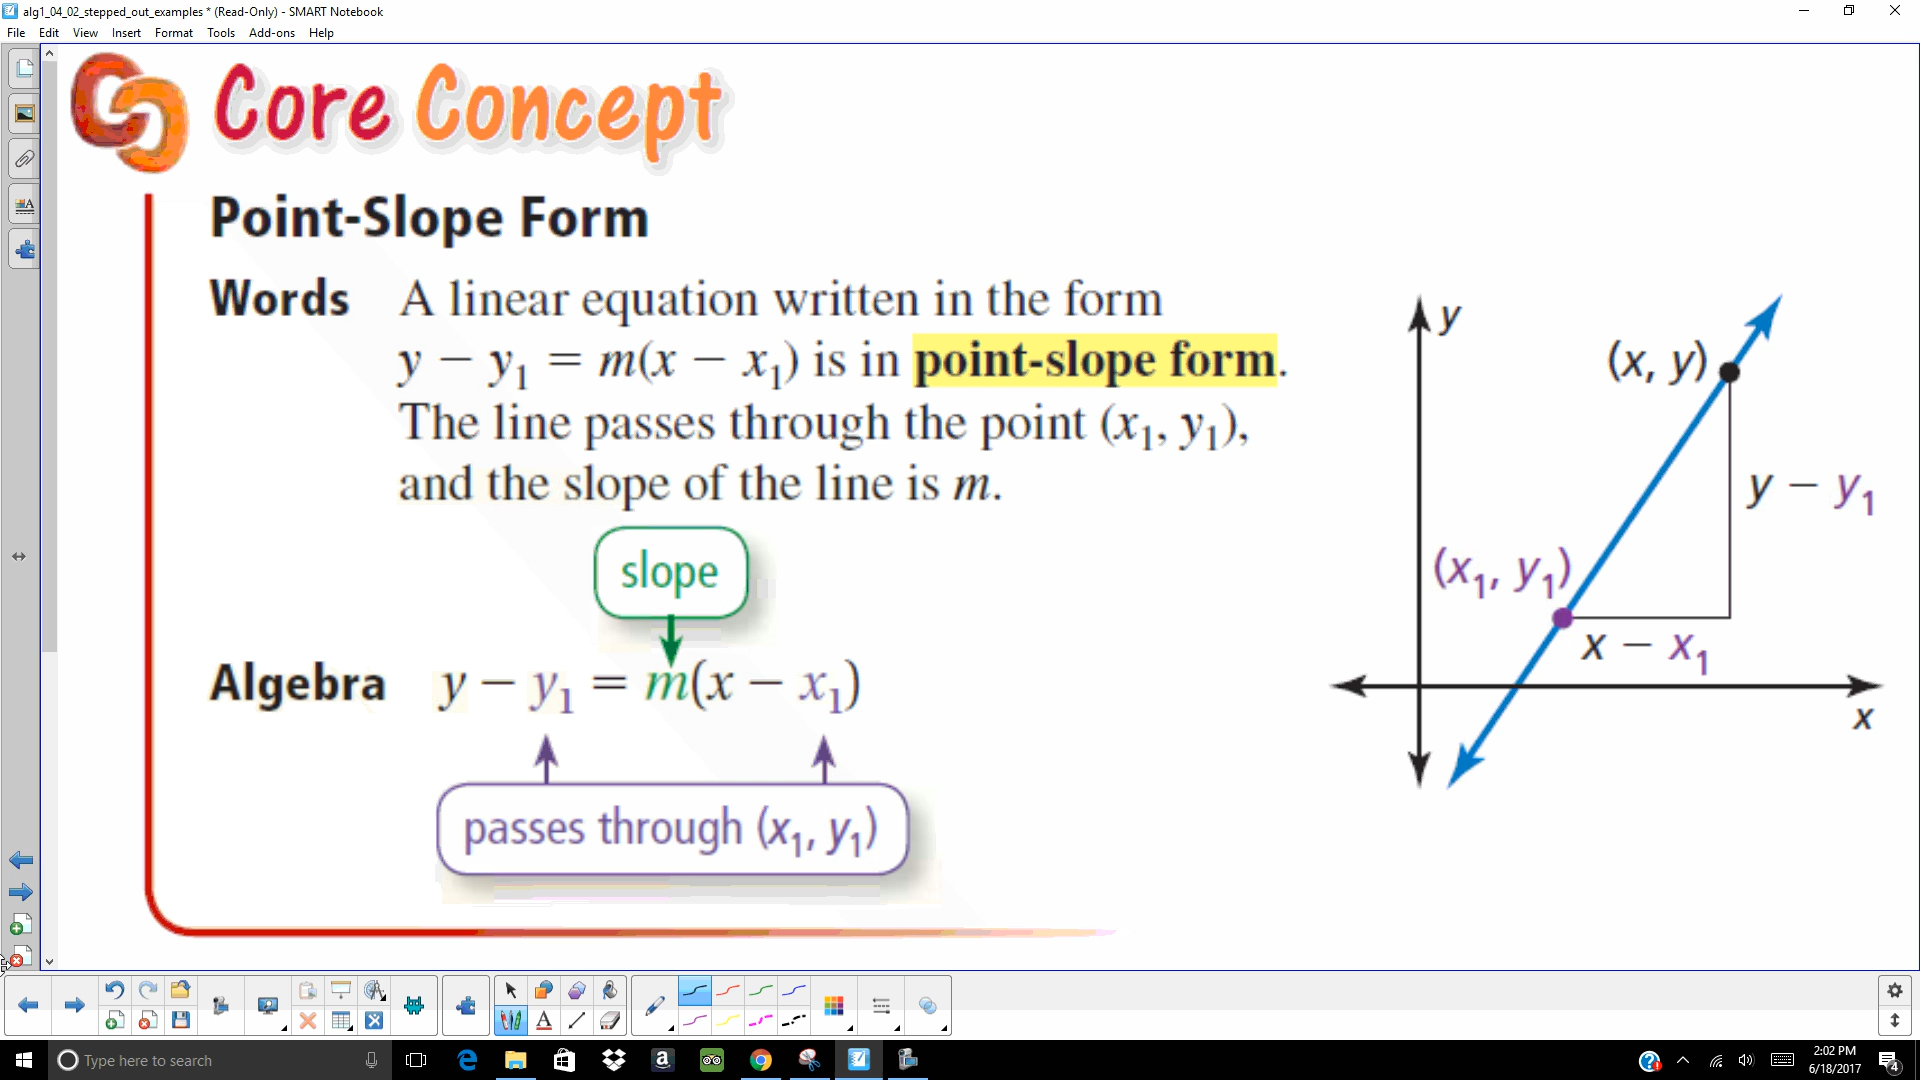 alg1_04_02_stepped_out_examples * (Read-Only) - SMART Notebook
File Edit View Insert Format Tools Add-ons Help
Core Concept
Point-Slope Form
Words A linear equation written in the form
y − y₁ = m(x − x₁) is in point-slope form.
The line passes through the point (x₁, y₁),
and the slope of the line is m.
slope
Algebra y − y₁ = m(x − x₁)
passes through (x₁, y₁)
y
(x, y)
y − y₁
(x₁, y₁)
x − x₁
x
Type here to search
2:02 PM
6/18/2017
4